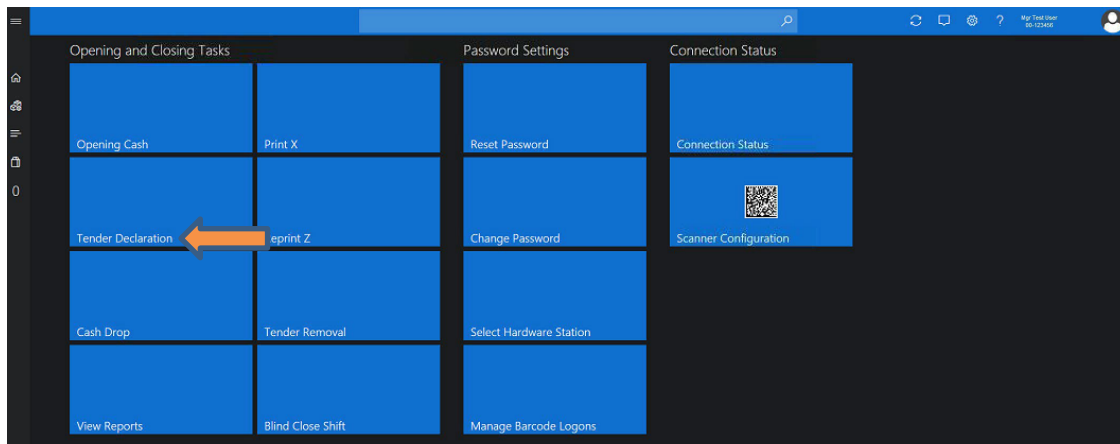 Mgr Test User
00-123456
Opening and Closing Tasks
Password Settings
Connection Status
Opening Cash
Print X
Reset Password
Connection Status
Tender Declaration
eprint Z
Change Password
Scanner Configuration
Cash Drop
Tender Removal
Select Hardware Station
View Reports
Blind Close Shift
Manage Barcode Logons
0